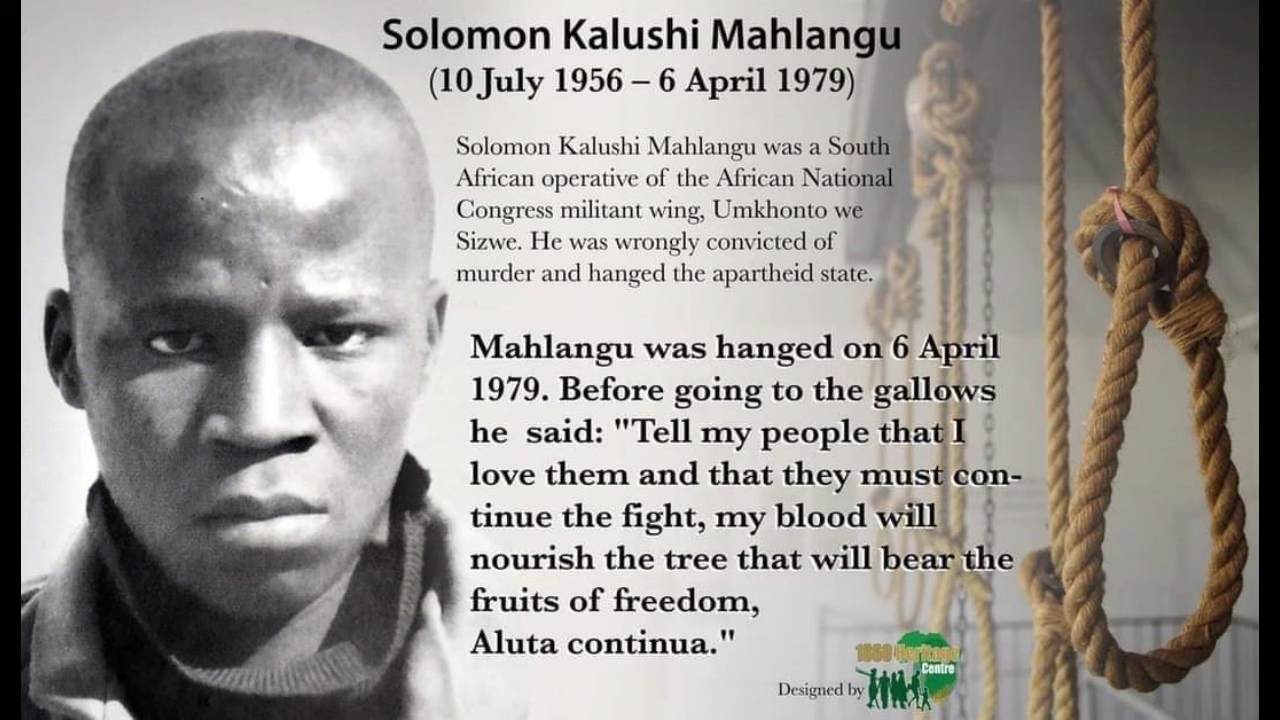 Solomon Kalushi Mahlangu
(10 July 1956 – 6 April 1979)
Solomon Kalushi Mahlangu was a South
African operative of the African National
Congress militant wing, Umkhonto we
Sizwe. He was wrongly convicted of
murder and hanged the apartheid state.
Mahlangu was hanged on 6 April
1979. Before going to the gallows
he said: "Tell my people that I
love them and that they must con-
tinue the fight, my blood will
nourish the tree that will bear the
fruits of freedom,
Aluta continua."
1860 Heritage
Centre
Designed by